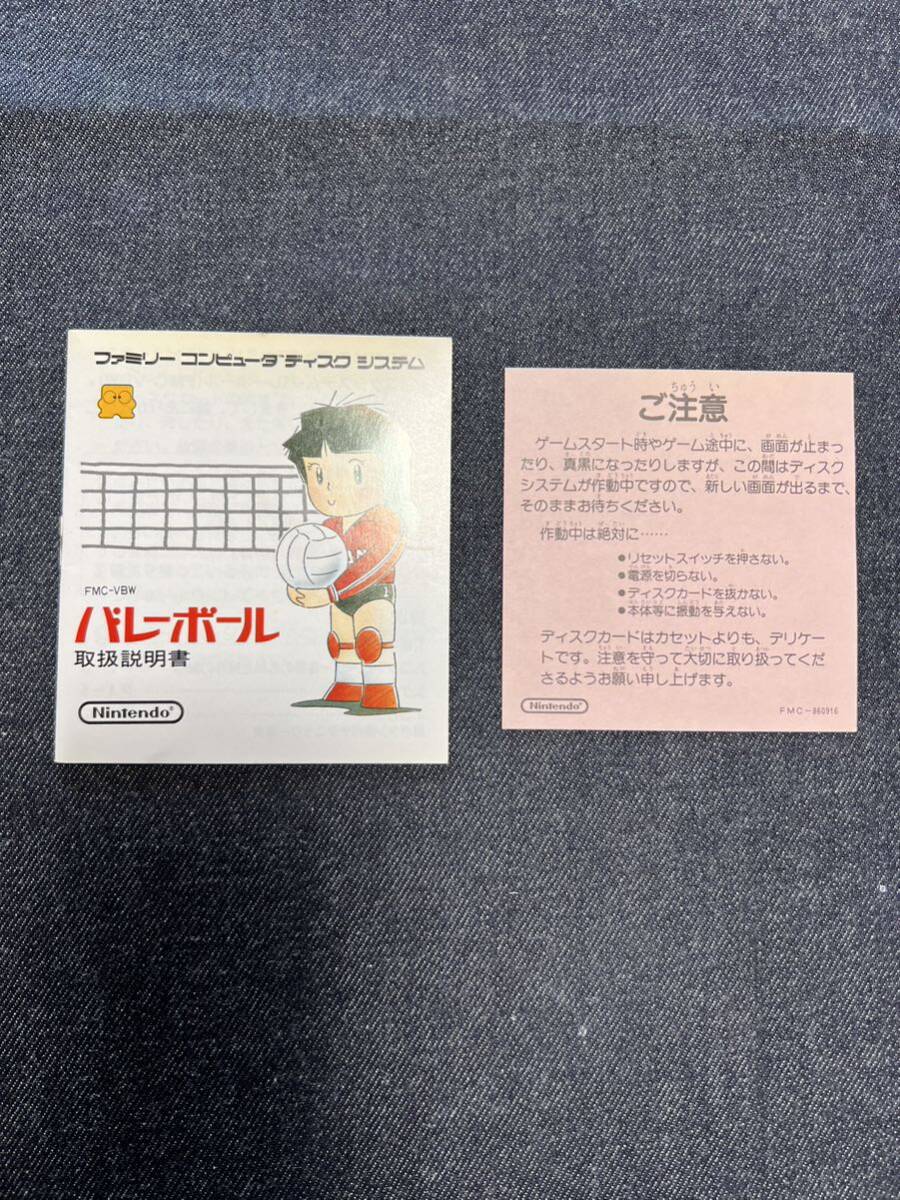 ファミリー コンピュータ ディスク システム
FMC-VBW
バレーボール
取扱説明書
Nintendo®
ちゅう い
ご注意
ゲームスタート時やゲーム途中に、画面が止まっ
たり、真黒になったりしますが、この間はディスク
システムが作動中ですので、新しい画面が出るまで、
そのままお待ちください。
作動中は絶対に……
●リセットスイッチを押さない。
●電源を切らない。
●ディスクカードを抜かない。
●本体等に振動を与えない。
ディスクカードはカセットよりも、デリケー
トです。注意を守って大切に取り扱ってくだ
さるようお願い申し上げます。
Nintendo®
FMC-860916